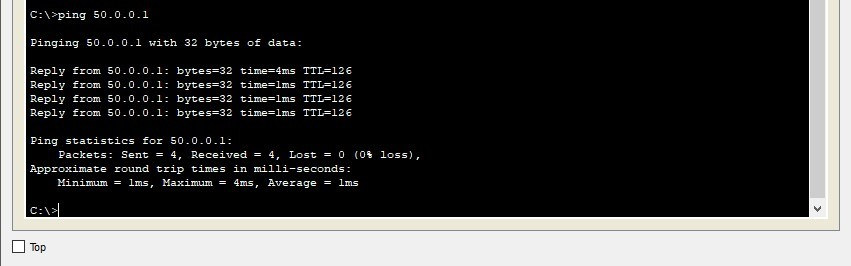 C:\>ping 50.0.0.1
Pinging 50.0.0.1 with 32 bytes of data:
Reply from 50.0.0.1: bytes=32 time=4ms TTL=126
Reply from 50.0.0.1: bytes=32 time=1ms TTL=126
Reply from 50.0.0.1: bytes=32 time=1ms TTL=126
Reply from 50.0.0.1: bytes=32 time=1ms TTL=126
Ping statistics for 50.0.0.1:
Packets: Sent = 4, Received = 4, Lost = 0 (0% loss),
Approximate round trip times in milli-seconds:
Minimum = 1ms, Maximum = 4ms, Average = 1ms
C:\>
Top